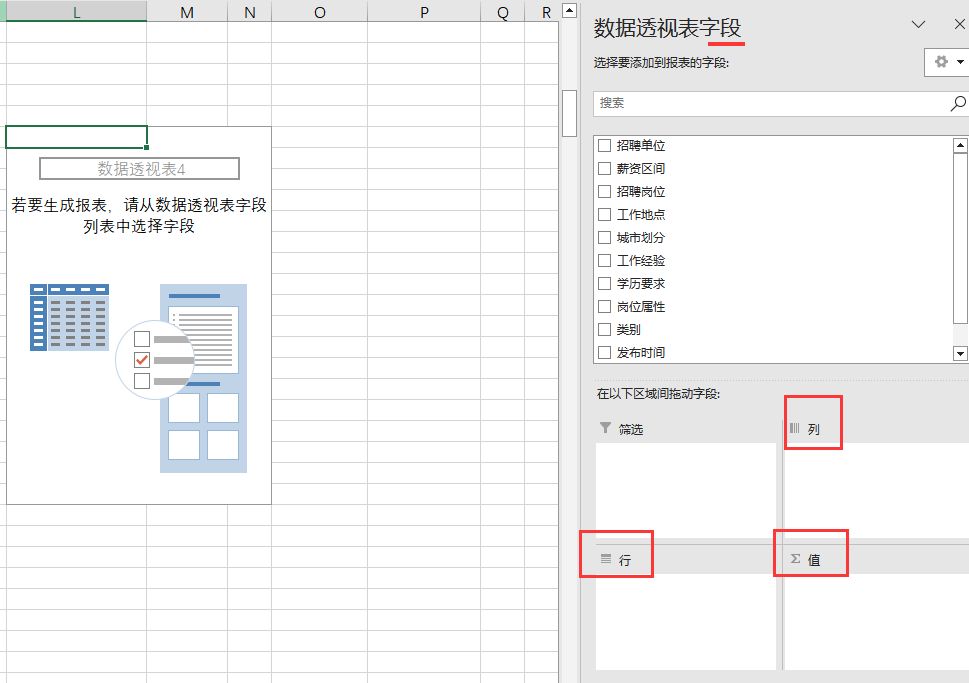 L M N O P Q R
数据透视表4
若要生成报表，请从数据透视表字段
列表中选择字段
数据透视表字段
选择要添加到报表的字段:
搜索
招聘单位
薪资区间
招聘岗位
工作地点
城市划分
工作经验
学历要求
岗位属性
类别
发布时间
在以下区域间拖动字段:
筛选
列
行
Σ 值